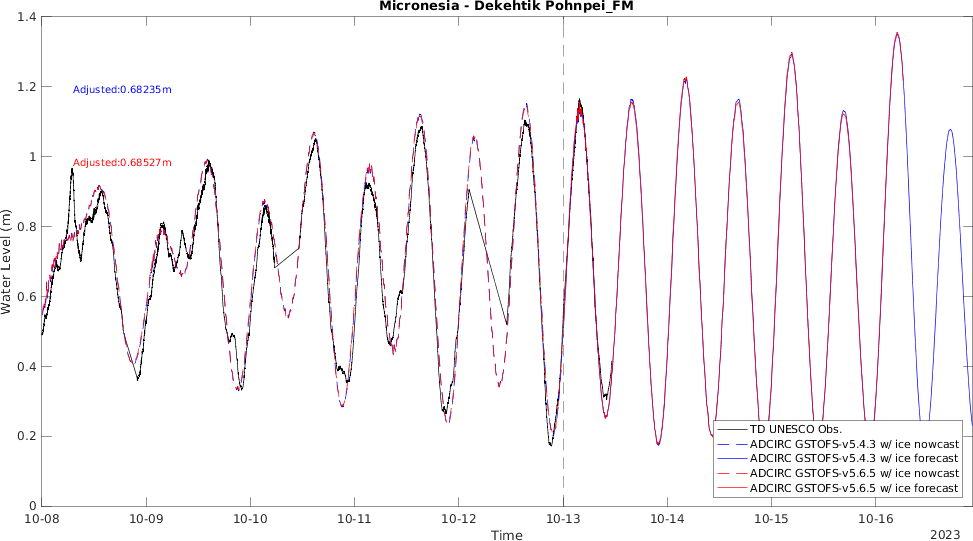 Micronesia - Dekehtik Pohnpei_FM
1.4
1.2
1
0.8
0.6
0.4
0.2
0
Water Level (m)
Adjusted:0.68235m
Adjusted:0.68527m
TD UNESCO Obs.
ADCIRC GSTOFS-v5.4.3 w/ ice nowcast
ADCIRC GSTOFS-v5.4.3 w/ ice forecast
ADCIRC GSTOFS-v5.6.5 w/ ice nowcast
ADCIRC GSTOFS-v5.6.5 w/ ice forecast
10-08 10-09 10-10 10-11 10-12 10-13 10-14 10-15 10-16
Time
2023